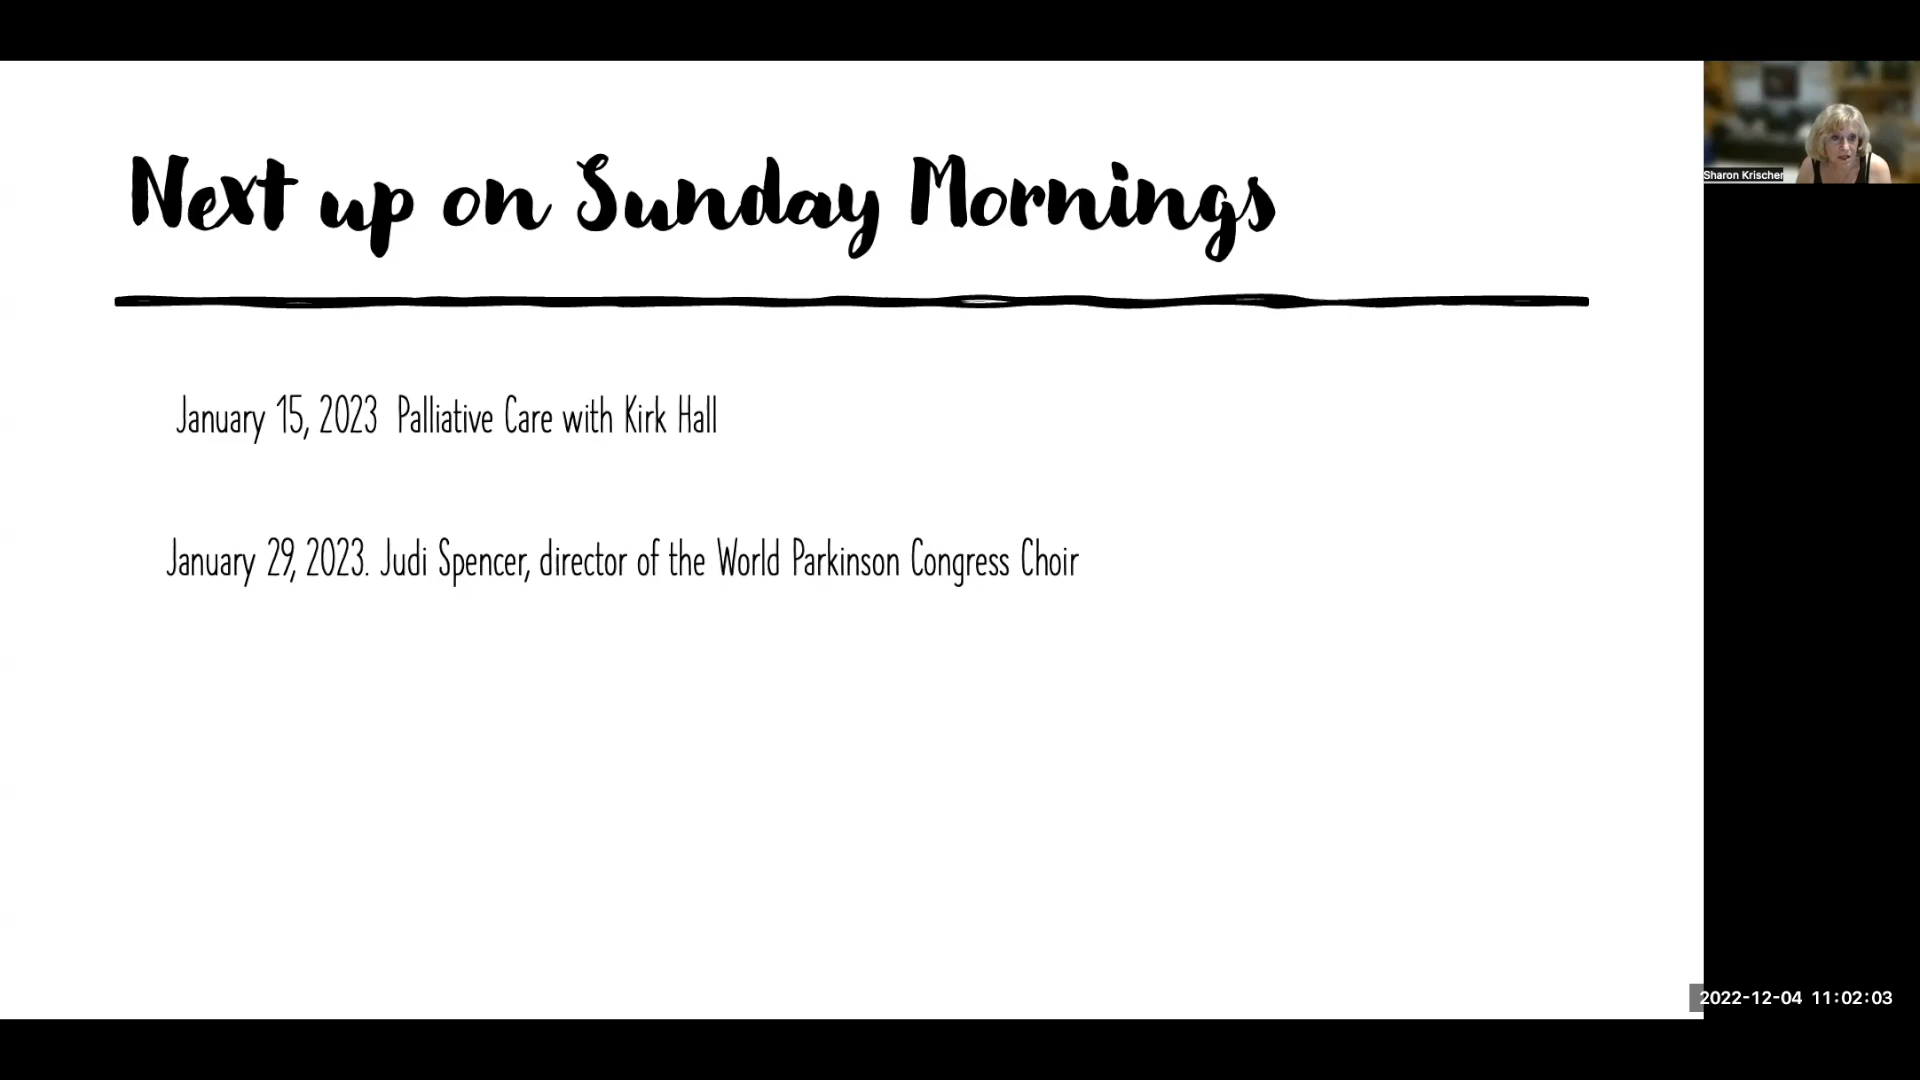 Next up on Sunday Mornings
Sharon Krischer
January 15, 2023 Palliative Care with Kirk Hall
January 29, 2023. Judi Spencer, director of the World Parkinson Congress Choir
2022-12-04 11:02:03